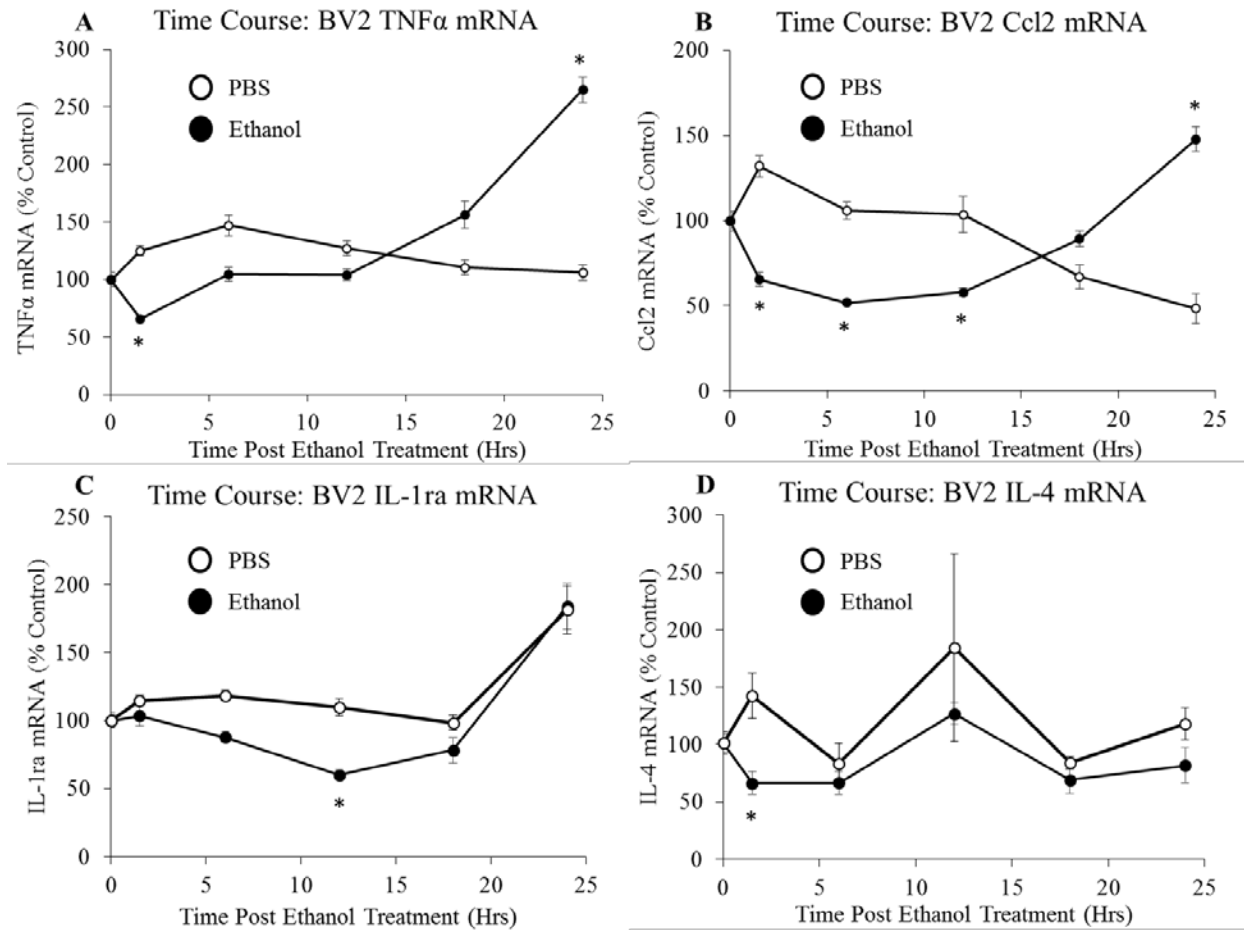 A Time Course: BV2 TNFα mRNA
TNFα mRNA (% Control)
300
250
200
150
100
50
0
PBS
Ethanol
*
*
0 5 10 15 20 25
Time Post Ethanol Treatment (Hrs)
B Time Course: BV2 Ccl2 mRNA
Ccl2 mRNA (% Control)
200
150
100
50
0
PBS
Ethanol
*
* * *
0 5 10 15 20 25
Time Post Ethanol Treatment (Hrs)
C Time Course: BV2 IL-1ra mRNA
IL-1ra mRNA (% Control)
250
200
150
100
50
0
PBS
Ethanol
*
0 5 10 15 20 25
Time Post Ethanol Treatment (Hrs)
D Time Course: BV2 IL-4 mRNA
IL-4 mRNA (% Control)
300
250
200
150
100
50
0
PBS
Ethanol
*
0 5 10 15 20 25
Time Post Ethanol Treatment (Hrs)